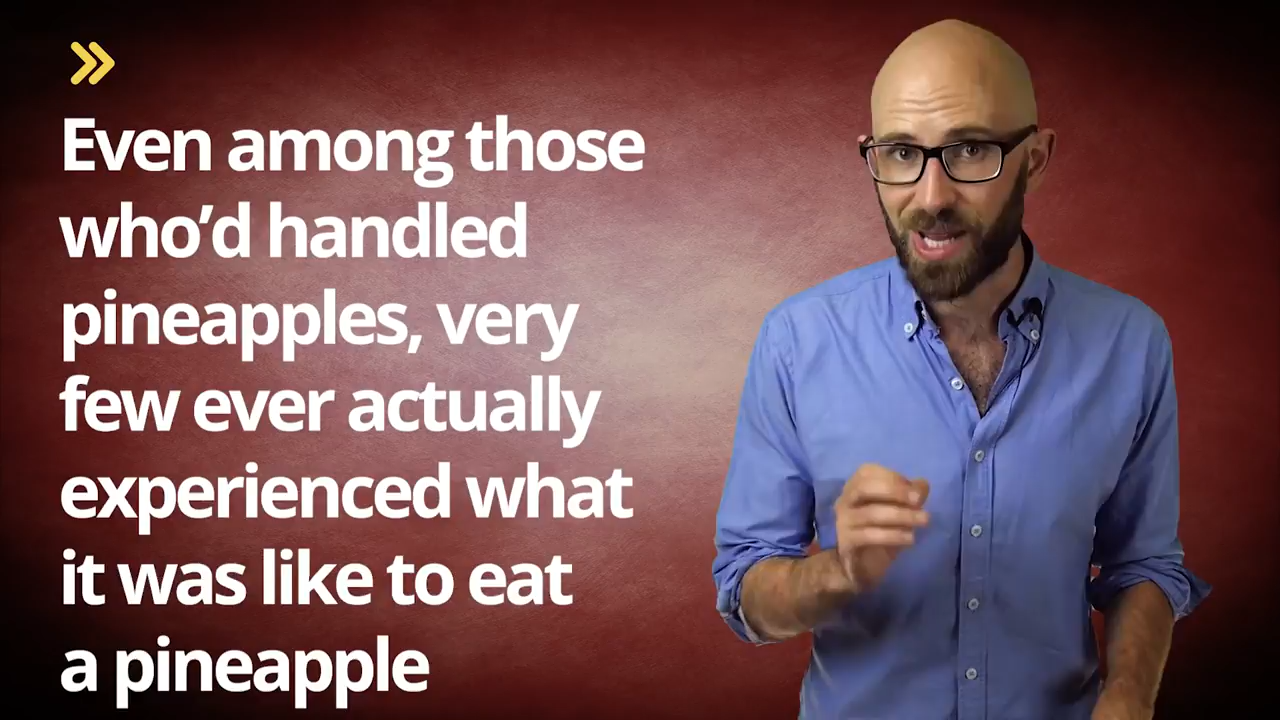 Even among those
who’d handled
pineapples, very
few ever actually
experienced what
it was like to eat
a pineapple